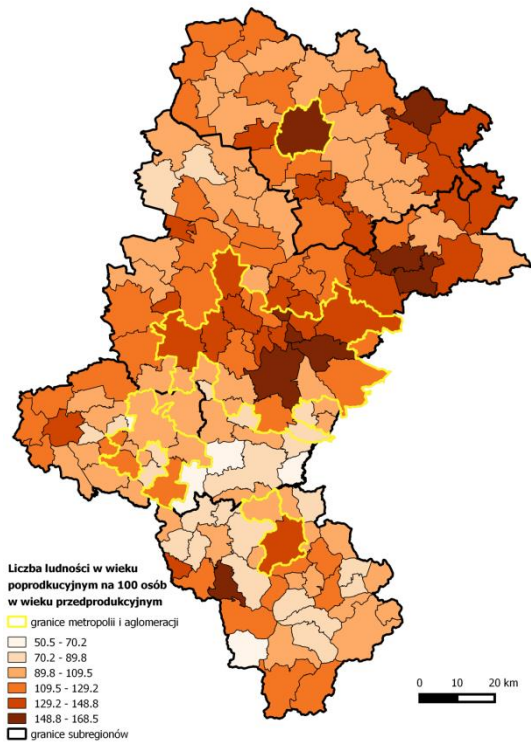 Liczba ludności w wieku
poprodkucyjnym na 100 osób
w wieku przedprodukcyjnym
granice metropolii i aglomeracji
50.5 - 70.2
70.2 - 89.8
89.8 - 109.5
109.5 - 129.2
129.2 - 148.8
148.8 - 168.5
granice subregionów
0 10 20 km